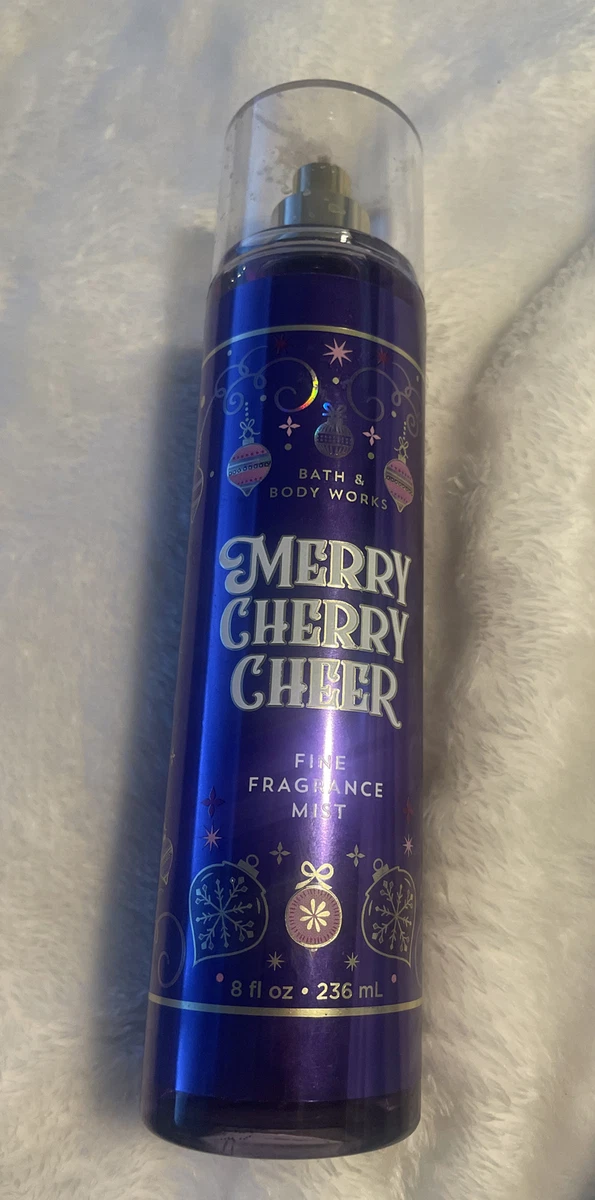 BATH &
BODY WORKS
MERRY
CHERRY
CHEER
FINE
FRAGRANCE
MIST
8 fl oz • 236 mL